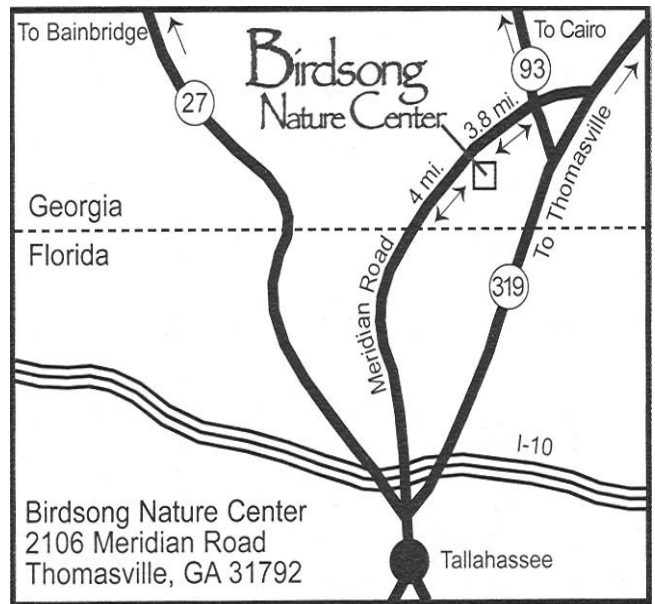 To Bainbridge
Birdsong
Nature Center
To Cairo
27
93
3.8 mi.
4 mi.
Georgia
Florida
Meridian Road
To Thomasville
319
I-10
Birdsong Nature Center
2106 Meridian Road
Thomasville, GA 31792
Tallahassee